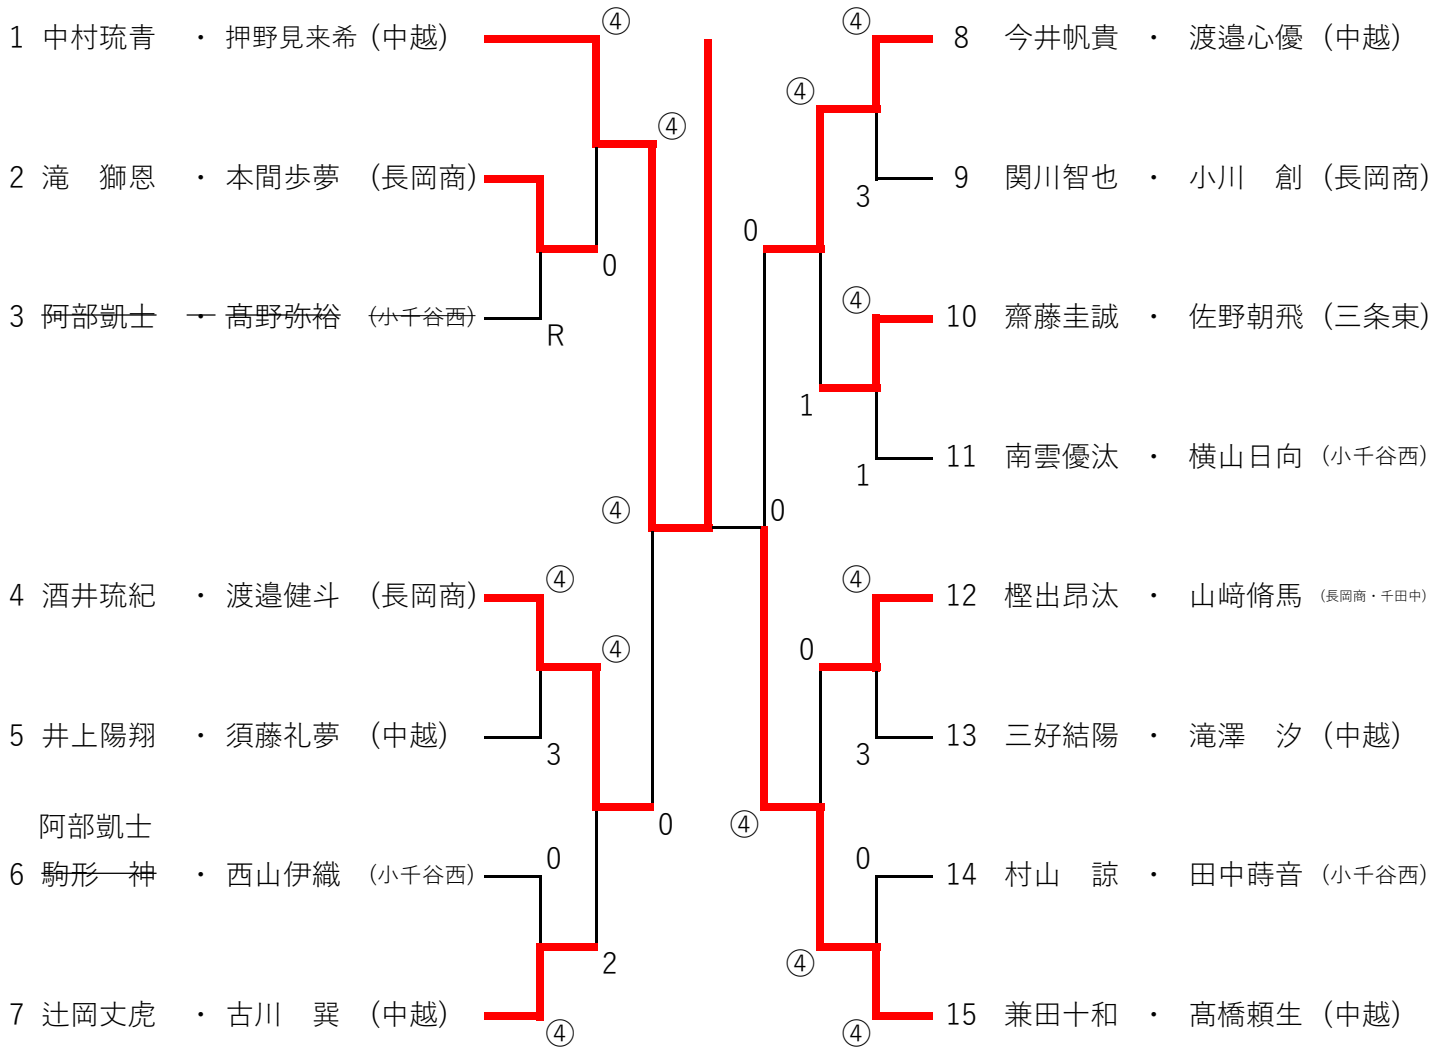 1 中村琉青 ・ 押野見来希 (中越)
④
2 滝　獅恩 ・ 本間歩夢 (長岡商)
④
0
3 阿部凱士 ・ 髙野弥裕 (小千谷西)
R
④
4 酒井琉紀 ・ 渡邉健斗 (長岡商)
④
④
5 井上陽翔 ・ 須藤礼夢 (中越)
3
阿部凱士
0
6 駒形　神 ・ 西山伊織 (小千谷西)
0
2
7 辻岡丈虎 ・ 古川　巽 (中越)
④
④
8 今井帆貴 ・ 渡邉心優 (中越)
④
9 関川智也 ・ 小川　創 (長岡商)
3
0
④
10 齋藤圭誠 ・ 佐野朝飛 (三条東)
1
11 南雲優汰 ・ 横山日向 (小千谷西)
1
0
④
12 樫出昂汰 ・ 山﨑脩馬 (長岡商・千田中)
0
13 三好結陽 ・ 滝澤　汐 (中越)
3
④
0
14 村山　諒 ・ 田中蒔音 (小千谷西)
④
15 兼田十和 ・ 髙橋頼生 (中越)
④